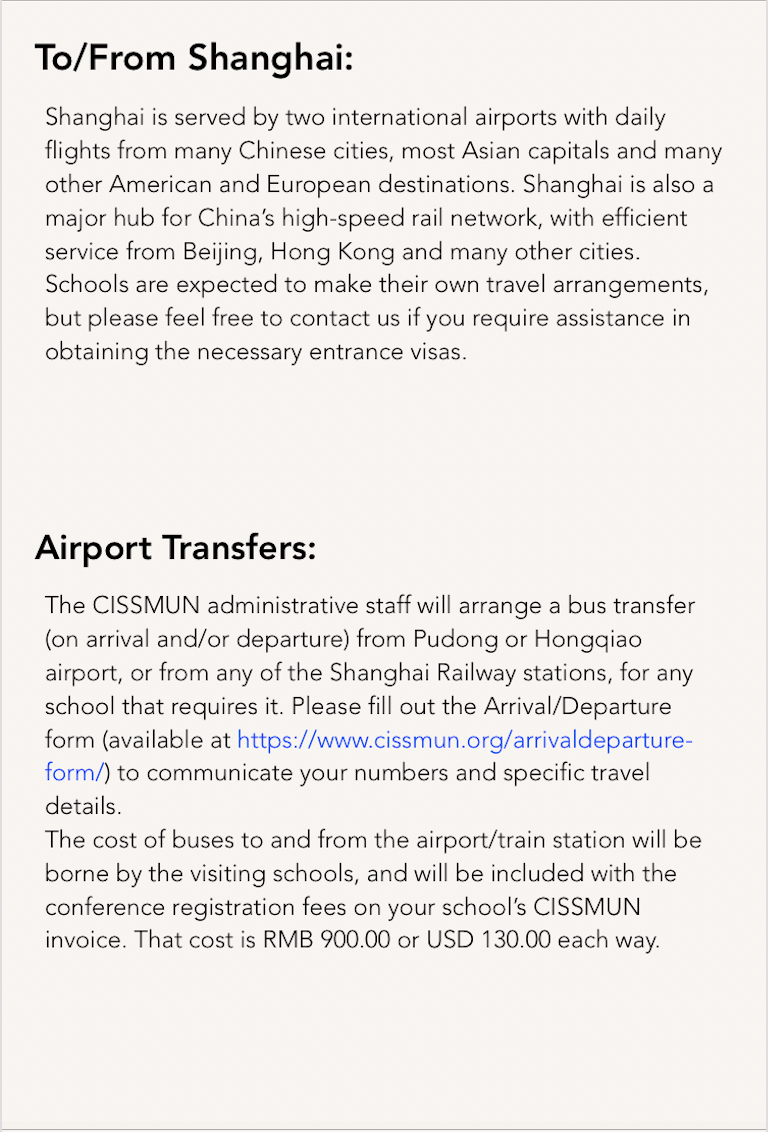 To/From Shanghai:
Shanghai is served by two international airports with daily
flights from many Chinese cities, most Asian capitals and many
other American and European destinations. Shanghai is also a
major hub for China’s high-speed rail network, with efficient
service from Beijing, Hong Kong and many other cities.
Schools are expected to make their own travel arrangements,
but please feel free to contact us if you require assistance in
obtaining the necessary entrance visas.
Airport Transfers:
The CISSMUN administrative staff will arrange a bus transfer
(on arrival and/or departure) from Pudong or Hongqiao
airport, or from any of the Shanghai Railway stations, for any
school that requires it. Please fill out the Arrival/Departure
form (available at https://www.cissmun.org/arrivaldeparture-
form/) to communicate your numbers and specific travel
details.
The cost of buses to and from the airport/train station will be
borne by the visiting schools, and will be included with the
conference registration fees on your school’s CISSMUN
invoice. That cost is RMB 900.00 or USD 130.00 each way.